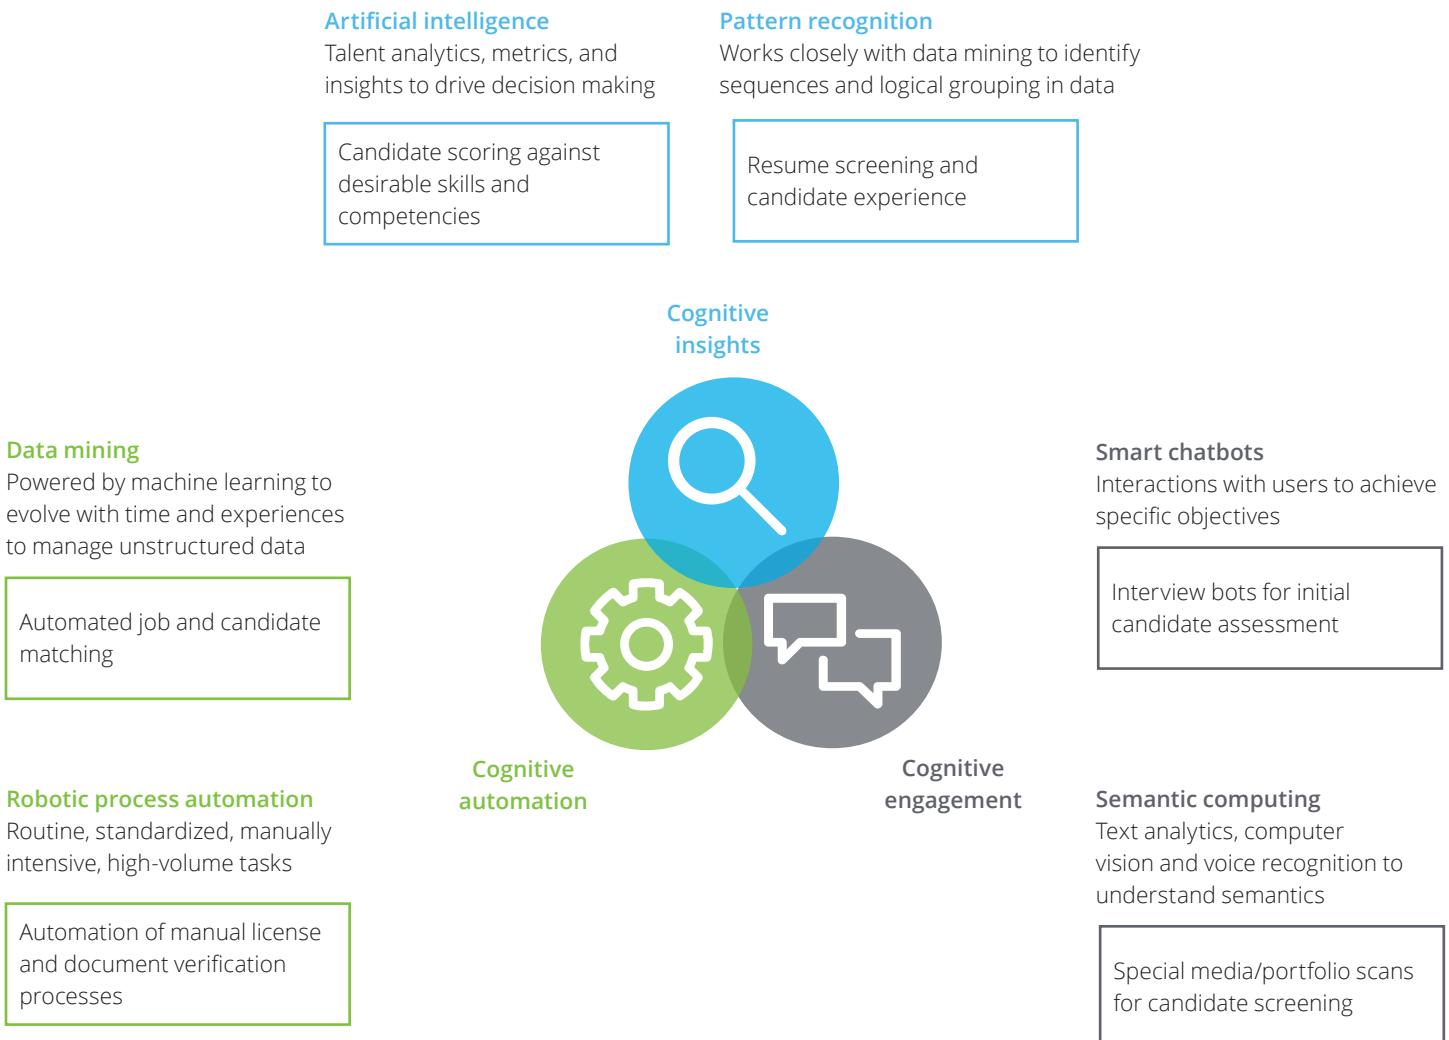 Artificial intelligence
Talent analytics, metrics, and
insights to drive decision making
Candidate scoring against
desirable skills and
competencies
Pattern recognition
Works closely with data mining to identify
sequences and logical grouping in data
Resume screening and
candidate experience
Cognitive
insights
Data mining
Powered by machine learning to
evolve with time and experiences
to manage unstructured data
Automated job and candidate
matching
Smart chatbots
Interactions with users to achieve
specific objectives
Interview bots for initial
candidate assessment
Cognitive
automation
Cognitive
engagement
Robotic process automation
Routine, standardized, manually
intensive, high-volume tasks
Automation of manual license
and document verification
processes
Semantic computing
Text analytics, computer
vision and voice recognition to
understand semantics
Special media/portfolio scans
for candidate screening